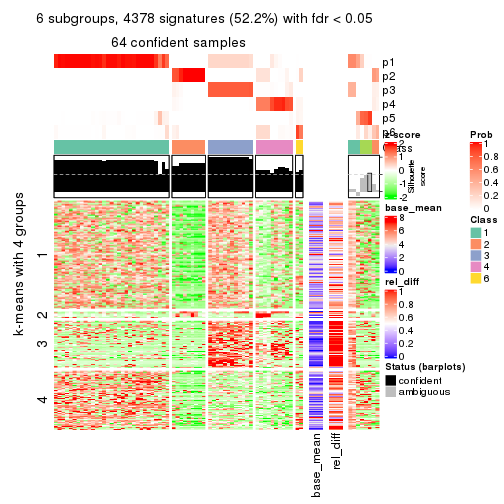 6 subgroups, 4378 signatures (52.2%) with fdr < 0.05
64 confident samples
p1
p2
p3
p4
p5
p6
Class
Silhouette
score
k-means with 4 groups
1
2
3
4
base_mean
rel_diff
z-score
2
1
0
-1
-2
base_mean
8
6
4
2
0
rel_diff
1
0.8
0.6
0.4
0.2
0
Status (barplots)
confident
ambiguous
Prob
1
0.8
0.6
0.4
0.2
0
Class
1
2
3
4
6